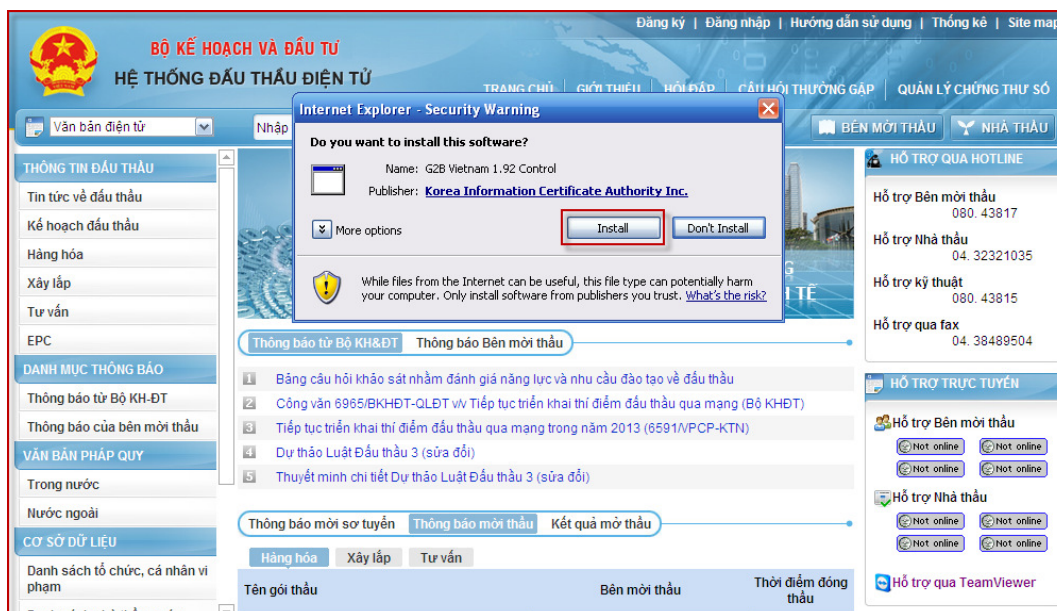 Đăng ký | Đăng nhập | Hướng dẫn sử dụng | Thống kê | Site map
BỘ KẾ HOẠCH VÀ ĐẦU TƯ
HỆ THỐNG ĐẤU THẦU ĐIỆN TỬ
TRANG CHỦ | GIỚI THIỆU | HỎI ĐÁP | CÂU HỎI THƯỜNG GẶP | QUẢN LÝ CHỨNG THƯ SỐ
Văn bản điện tử
Nhập
BÊN MỜI THẦU
NHÀ THẦU
Internet Explorer - Security Warning
Do you want to install this software?
Name: G2B Vietnam 1.92 Control
Publisher: Korea Information Certificate Authority Inc.
More options
Install
Don't Install
While files from the Internet can be useful, this file type can potentially harm
your computer. Only install software from publishers you trust. What's the risk?
THÔNG TIN ĐẤU THẦU
Tin tức về đấu thầu
Kế hoạch đấu thầu
Hàng hóa
Xây lắp
Tư vấn
EPC
DANH MỤC THÔNG BÁO
Thông báo từ Bộ KH-ĐT
Thông báo của bên mời thầu
VĂN BẢN PHÁP QUY
Trong nước
Nước ngoài
CƠ SỞ DỮ LIỆU
Danh sách tổ chức, cá nhân vi
phạm
TẾ
Thông báo từ Bộ KH&ĐT
Thông báo Bên mời thầu
1 Bảng câu hỏi khảo sát nhằm đánh giá năng lực và nhu cầu đào tạo về đấu thầu
2 Công văn 6965/BKHĐT-QLĐT v/v Tiếp tục triển khai thí điểm đấu thầu qua mạng (Bộ KHĐT)
3 Tiếp tục triển khai thí điểm đấu thầu qua mạng trong năm 2013 (6591/VPCP-KTN)
4 Dự thảo Luật Đấu thầu 3 (sửa đổi)
5 Thuyết minh chi tiết Dự thảo Luật Đấu thầu 3 (sửa đổi)
Thông báo mời sơ tuyển
Thông báo mời thầu
Kết quả mở thầu
Hàng hóa
Xây lắp
Tư vấn
Tên gói thầu
Bên mời thầu
Thời điểm đóng
thầu
HỖ TRỢ QUA HOTLINE
Hỗ trợ Bên mời thầu
080. 43817
Hỗ trợ Nhà thầu
04. 32321035
Hỗ trợ kỹ thuật
080. 43815
Hỗ trợ qua fax
04. 38489504
HỖ TRỢ TRỰC TUYẾN
Hỗ trợ Bên mời thầu
Not online Not online
Not online Not online
Hỗ trợ Nhà thầu
Not online Not online
Not online Not online
Hỗ trợ qua TeamViewer